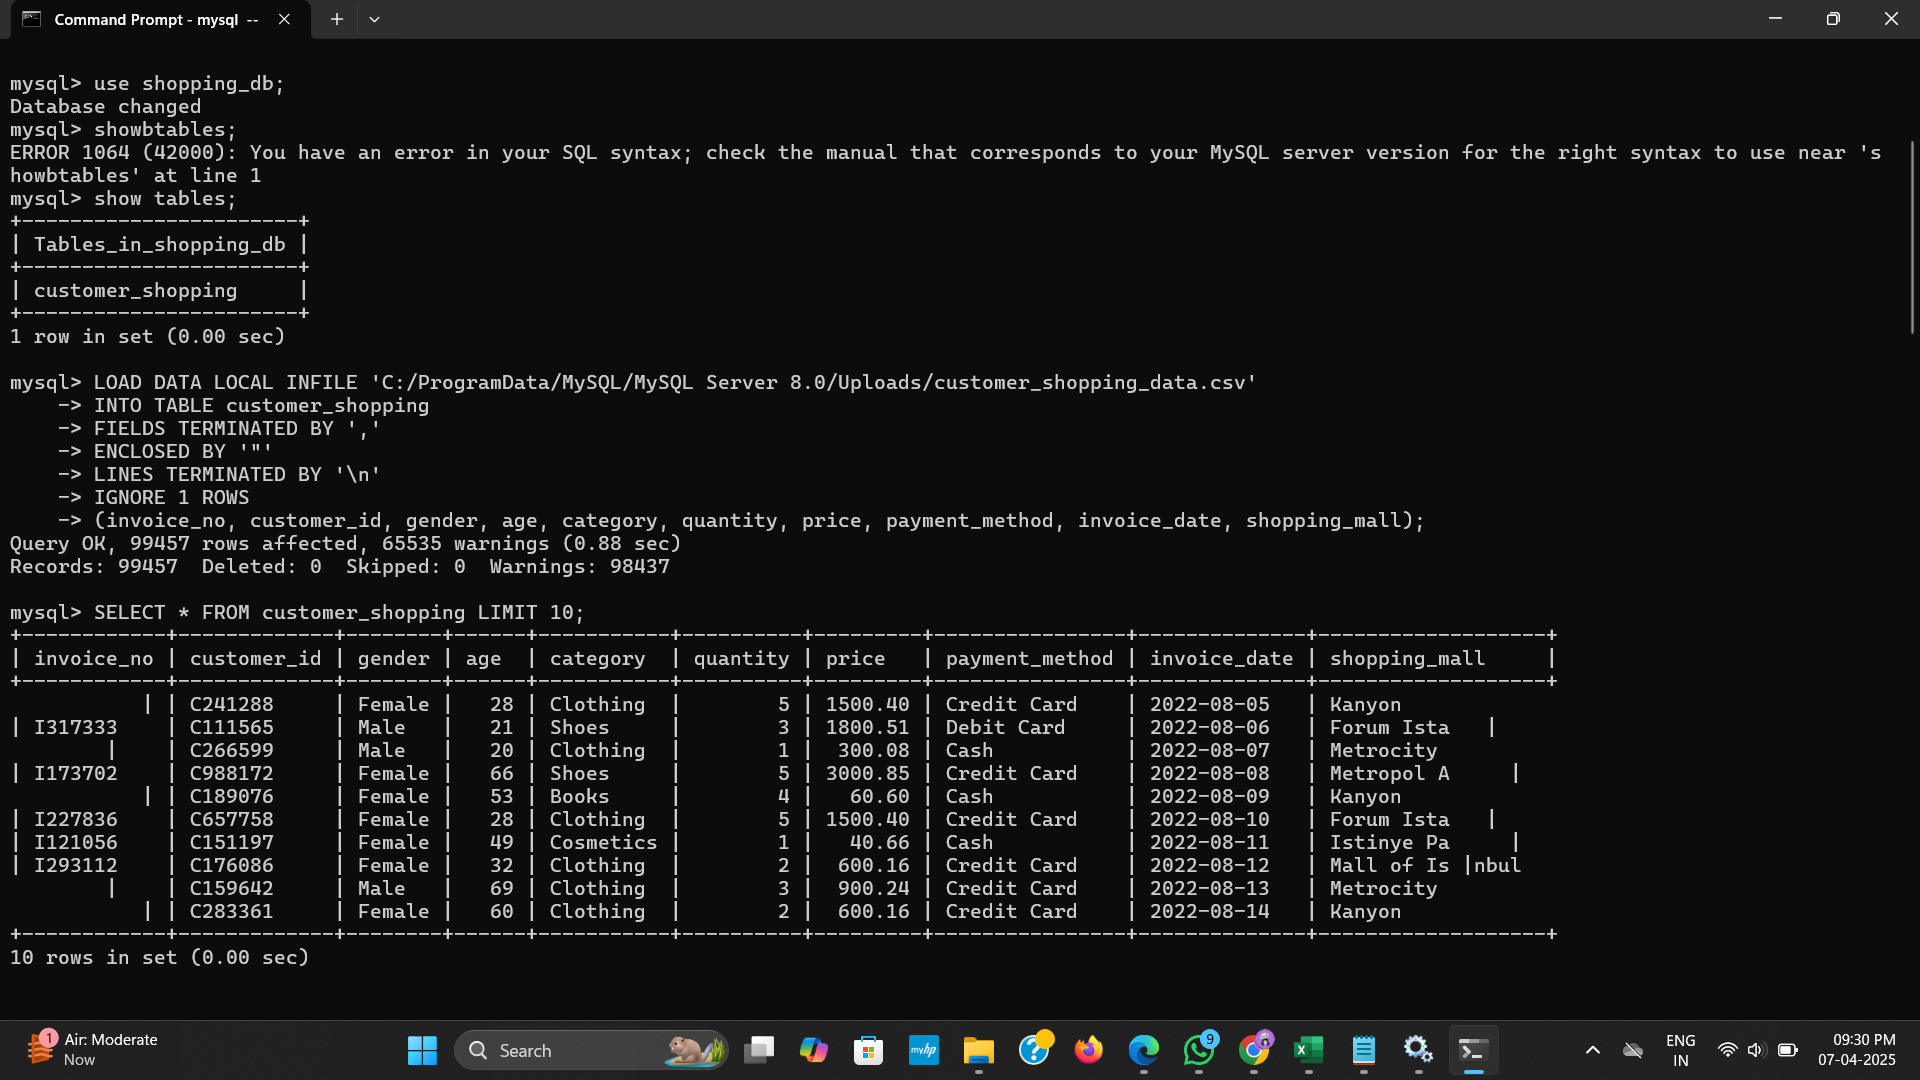 Command Prompt - mysql --
mysql> use shopping_db;
Database changed
mysql> showbtables;
ERROR 1064 (42000): You have an error in your SQL syntax; check the manual that corresponds to your MySQL server version for the right syntax to use near 's
howbtables' at line 1
mysql> show tables;
+-----------------------+
| Tables_in_shopping_db |
+-----------------------+
| customer_shopping     |
+-----------------------+
1 row in set (0.00 sec)
mysql> LOAD DATA LOCAL INFILE 'C:/ProgramData/MySQL/MySQL Server 8.0/Uploads/customer_shopping_data.csv'
    -> INTO TABLE customer_shopping
    -> FIELDS TERMINATED BY ','
    -> ENCLOSED BY '"'
    -> LINES TERMINATED BY '\n'
    -> IGNORE 1 ROWS
    -> (invoice_no, customer_id, gender, age, category, quantity, price, payment_method, invoice_date, shopping_mall);
Query OK, 99457 rows affected, 65535 warnings (0.88 sec)
Records: 99457  Deleted: 0  Skipped: 0  Warnings: 98437
mysql> SELECT * FROM customer_shopping LIMIT 10;
+------------+-------------+--------+------+-----------+----------+---------+----------------+--------------+-------------------+
| invoice_no | customer_id | gender | age  | category  | quantity | price   | payment_method | invoice_date | shopping_mall     |
+------------+-------------+--------+------+-----------+----------+---------+----------------+--------------+-------------------+
           | | C241288     | Female |   28 | Clothing  |        5 | 1500.40 | Credit Card    | 2022-08-05   | Kanyon
| I317333    | C111565     | Male   |   21 | Shoes     |        3 | 1800.51 | Debit Card     | 2022-08-06   | Forum Ista   |
        |    | C266599     | Male   |   20 | Clothing  |        1 |  300.08 | Cash           | 2022-08-07   | Metrocity
| I173702    | C988172     | Female |   66 | Shoes     |        5 | 3000.85 | Credit Card    | 2022-08-08   | Metropol A     |
           | | C189076     | Female |   53 | Books     |        4 |   60.60 | Cash           | 2022-08-09   | Kanyon
| I227836    | C657758     | Female |   28 | Clothing  |        5 | 1500.40 | Credit Card    | 2022-08-10   | Forum Ista   |
| I121056    | C151197     | Female |   49 | Cosmetics |        1 |   40.66 | Cash           | 2022-08-11   | Istinye Pa     |
| I293112    | C176086     | Female |   32 | Clothing  |        2 |  600.16 | Credit Card    | 2022-08-12   | Mall of Is |nbul
        |    | C159642     | Male   |   69 | Clothing  |        3 |  900.24 | Credit Card    | 2022-08-13   | Metrocity
           | | C283361     | Female |   60 | Clothing  |        2 |  600.16 | Credit Card    | 2022-08-14   | Kanyon
+------------+-------------+--------+------+-----------+----------+---------+----------------+--------------+-------------------+
10 rows in set (0.00 sec)
1 Air: Moderate
Now
Search
myhp
9
ENG
IN
09:30 PM
07-04-2025